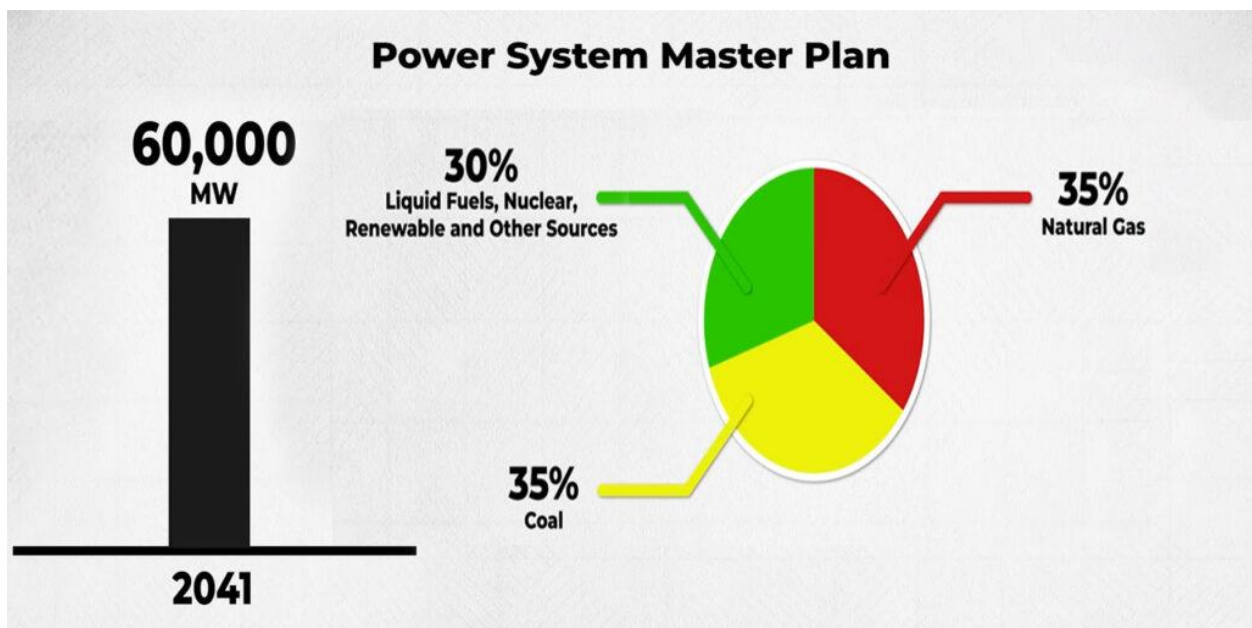 Power System Master Plan
60,000
MW
2041
30%
Liquid Fuels, Nuclear,
Renewable and Other Sources
35%
Natural Gas
35%
Coal